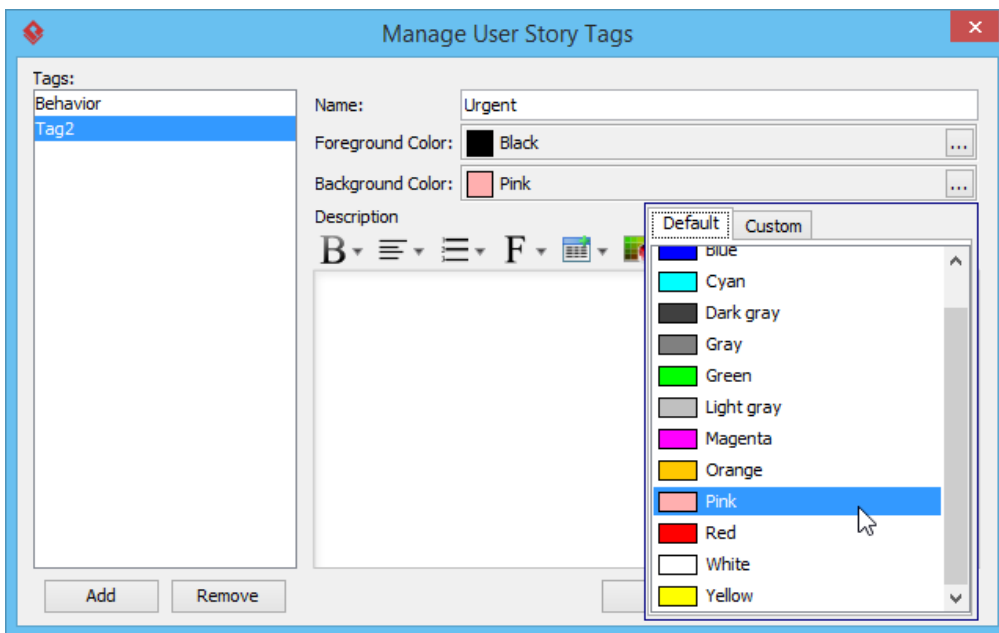 Manage User Story Tags
Tags:
Behavior
Tag2
Name: Urgent
Foreground Color: Black ...
Background Color: Pink ...
Description
B F
Default Custom
Blue
Cyan
Dark gray
Gray
Green
Light gray
Magenta
Orange
Pink
Red
White
Yellow
Add Remove